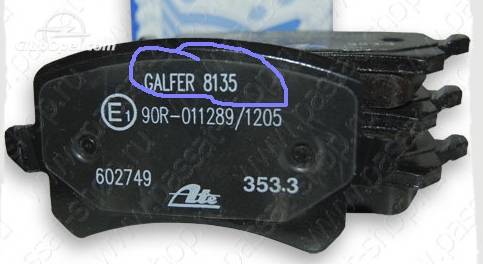 GALFER 8135
E1 90R-011289/1205
602749 Ate 353.3